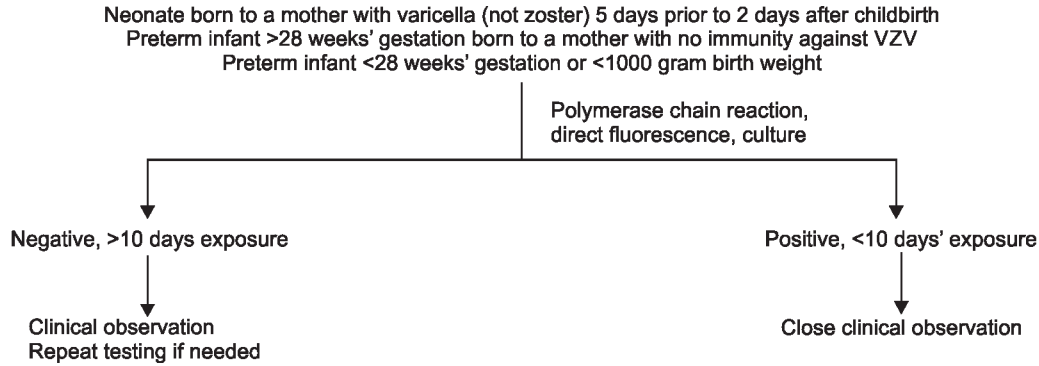 Neonate born to a mother with varicella (not zoster) 5 days prior to 2 days after childbirth
Preterm infant >28 weeks’ gestation born to a mother with no immunity against VZV
Preterm infant <28 weeks’ gestation or <1000 gram birth weight
Polymerase chain reaction,
direct fluorescence, culture
Negative, >10 days exposure
Positive, <10 days’ exposure
Clinical observation
Repeat testing if needed
Close clinical observation